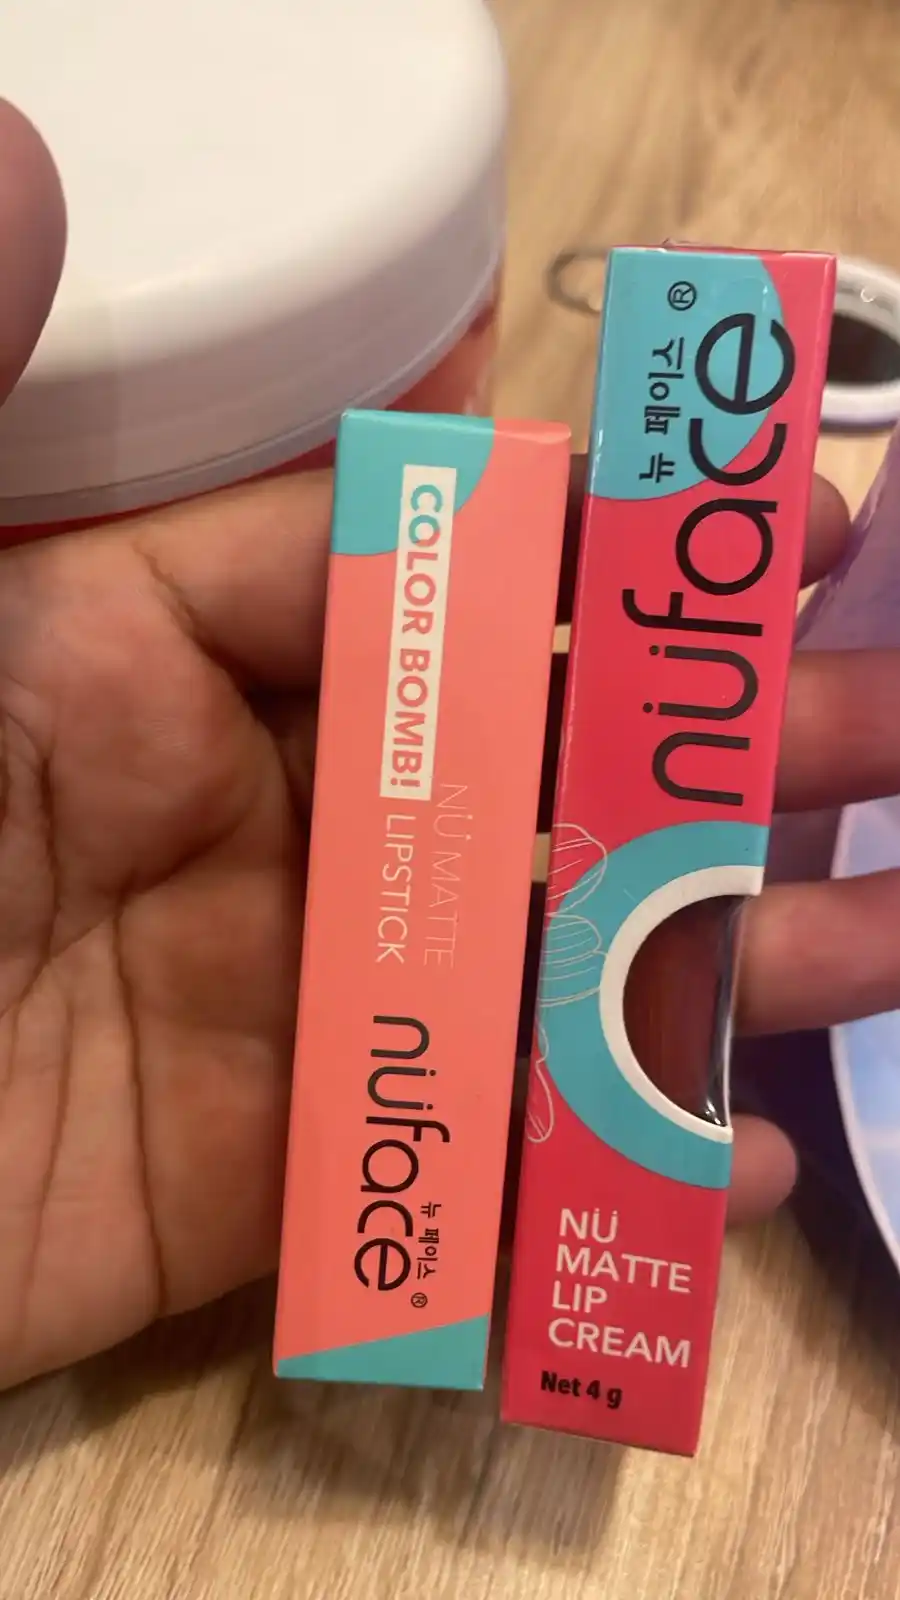 COLOR BOMB! LIPSTICK
NÜ MATTE
nüface
뉴 페이스 ®
nüface
뉴 페이스 ®
NÜ
MATTE
LIP
CREAM
Net 4 g